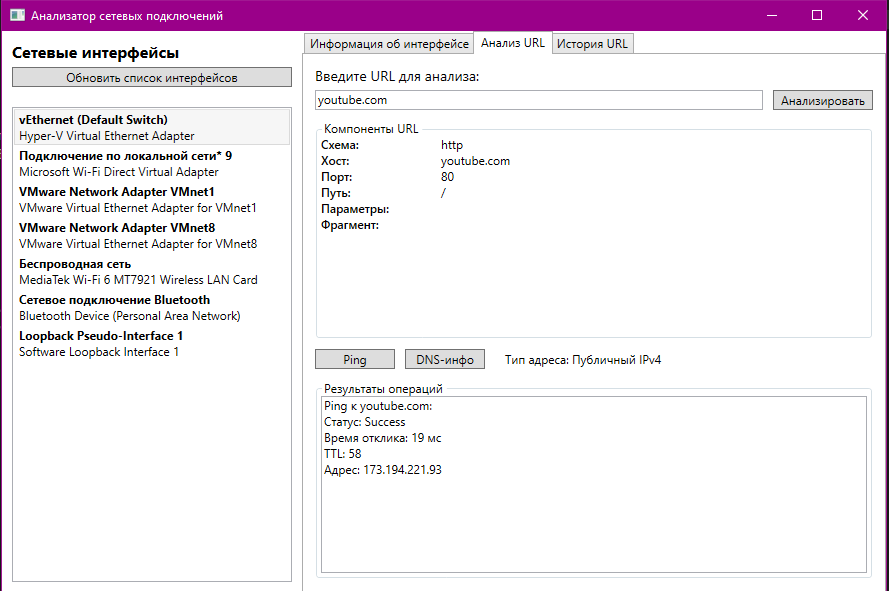 Анализатор сетевых подключений
Сетевые интерфейсы
Обновить список интерфейсов
vEthernet (Default Switch)
Hyper-V Virtual Ethernet Adapter
Подключение по локальной сети* 9
Microsoft Wi-Fi Direct Virtual Adapter
VMware Network Adapter VMnet1
VMware Virtual Ethernet Adapter for VMnet1
VMware Network Adapter VMnet8
VMware Virtual Ethernet Adapter for VMnet8
Беспроводная сеть
MediaTek Wi-Fi 6 MT7921 Wireless LAN Card
Сетевое подключение Bluetooth
Bluetooth Device (Personal Area Network)
Loopback Pseudo-Interface 1
Software Loopback Interface 1
Информация об интерфейсе Анализ URL История URL
Введите URL для анализа:
youtube.com Анализировать
Компоненты URL
Схема: http
Хост: youtube.com
Порт: 80
Путь: /
Параметры:
Фрагмент:
Ping DNS-инфо Тип адреса: Публичный IPv4
Результаты операций
Ping к youtube.com:
Статус: Success
Время отклика: 19 мс
TTL: 58
Адрес: 173.194.221.93